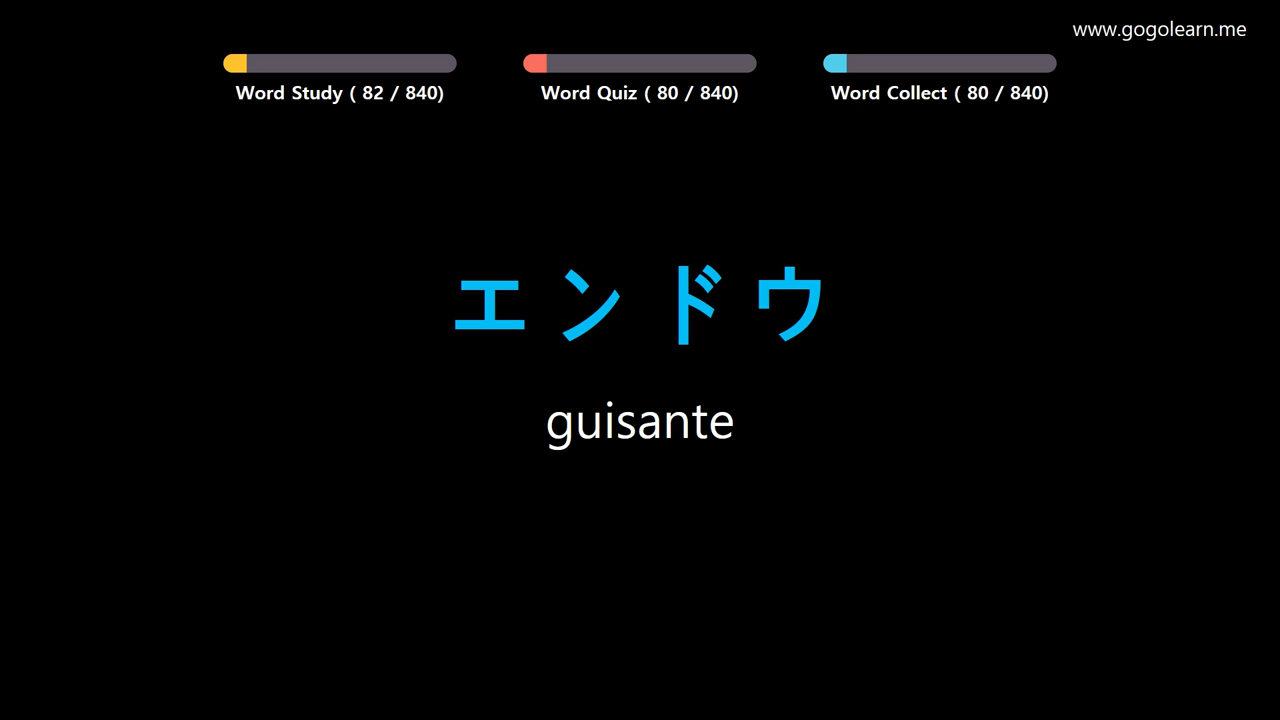 www.gogolearn.me
Word Study ( 82 / 840)
Word Quiz ( 80 / 840)
Word Collect ( 80 / 840)
エンドウ
guisante